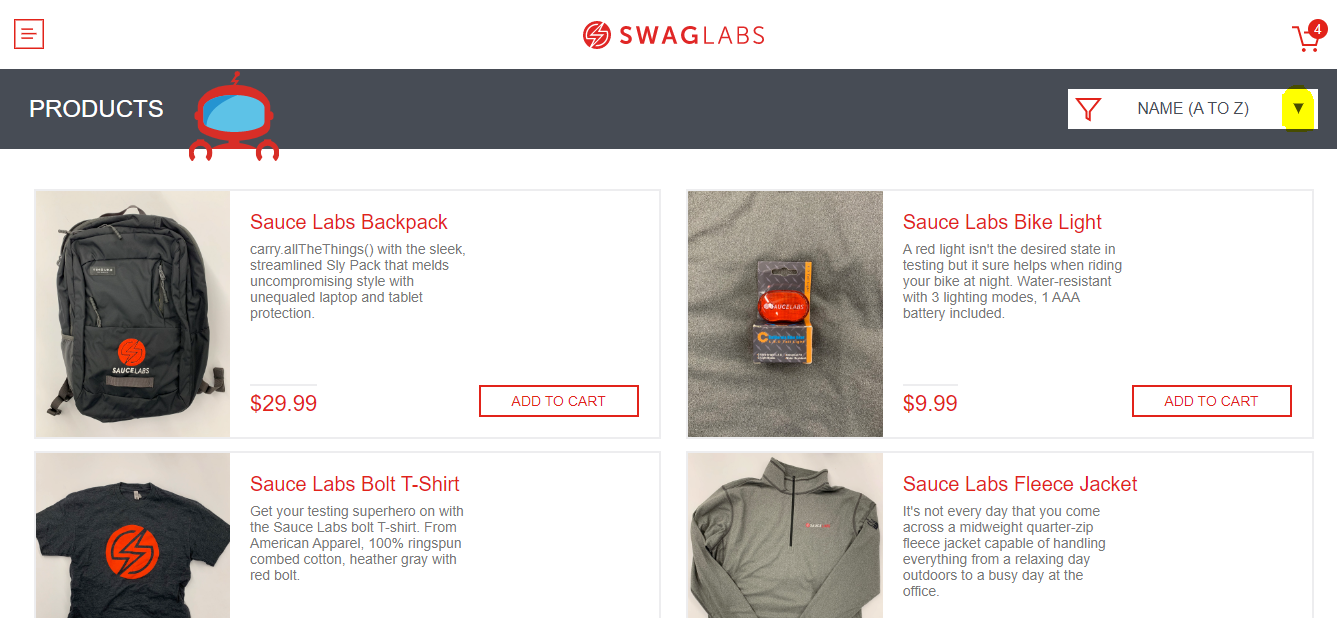 SWAGLABS
4
PRODUCTS
NAME (A TO Z)
Sauce Labs Backpack
carry.allTheThings() with the sleek,
streamlined Sly Pack that melds
uncompromising style with
unequaled laptop and tablet
protection.
$29.99
ADD TO CART
SAUCELABS
Sauce Labs Bike Light
A red light isn't the desired state in
testing but it sure helps when riding
your bike at night. Water-resistant
with 3 lighting modes, 1 AAA
battery included.
$9.99
ADD TO CART
SAUCELABS
Sauce Labs Bolt T-Shirt
Get your testing superhero on with
the Sauce Labs bolt T-shirt. From
American Apparel, 100% ringspun
combed cotton, heather gray with
red bolt.
Sauce Labs Fleece Jacket
It's not every day that you come
across a midweight quarter-zip
fleece jacket capable of handling
everything from a relaxing day
outdoors to a busy day at the
office.